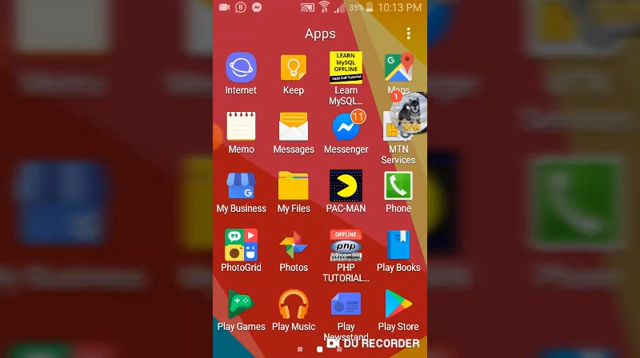 35% 10:13 PM
Apps
LEARN
MySQL
OFFLINE
Internet
Keep
Learn
MySQL...
Maps
1
11
Memo
Messages
Messenger
MTN
Services
My Business
My Files
PAC-MAN
Phone
OFFLINE
php
PhotoGrid
Photos
PHP
TUTORIAL...
Play Books
Play Games
Play Music
Play
Newsstand
Play Store
DU RECORDER